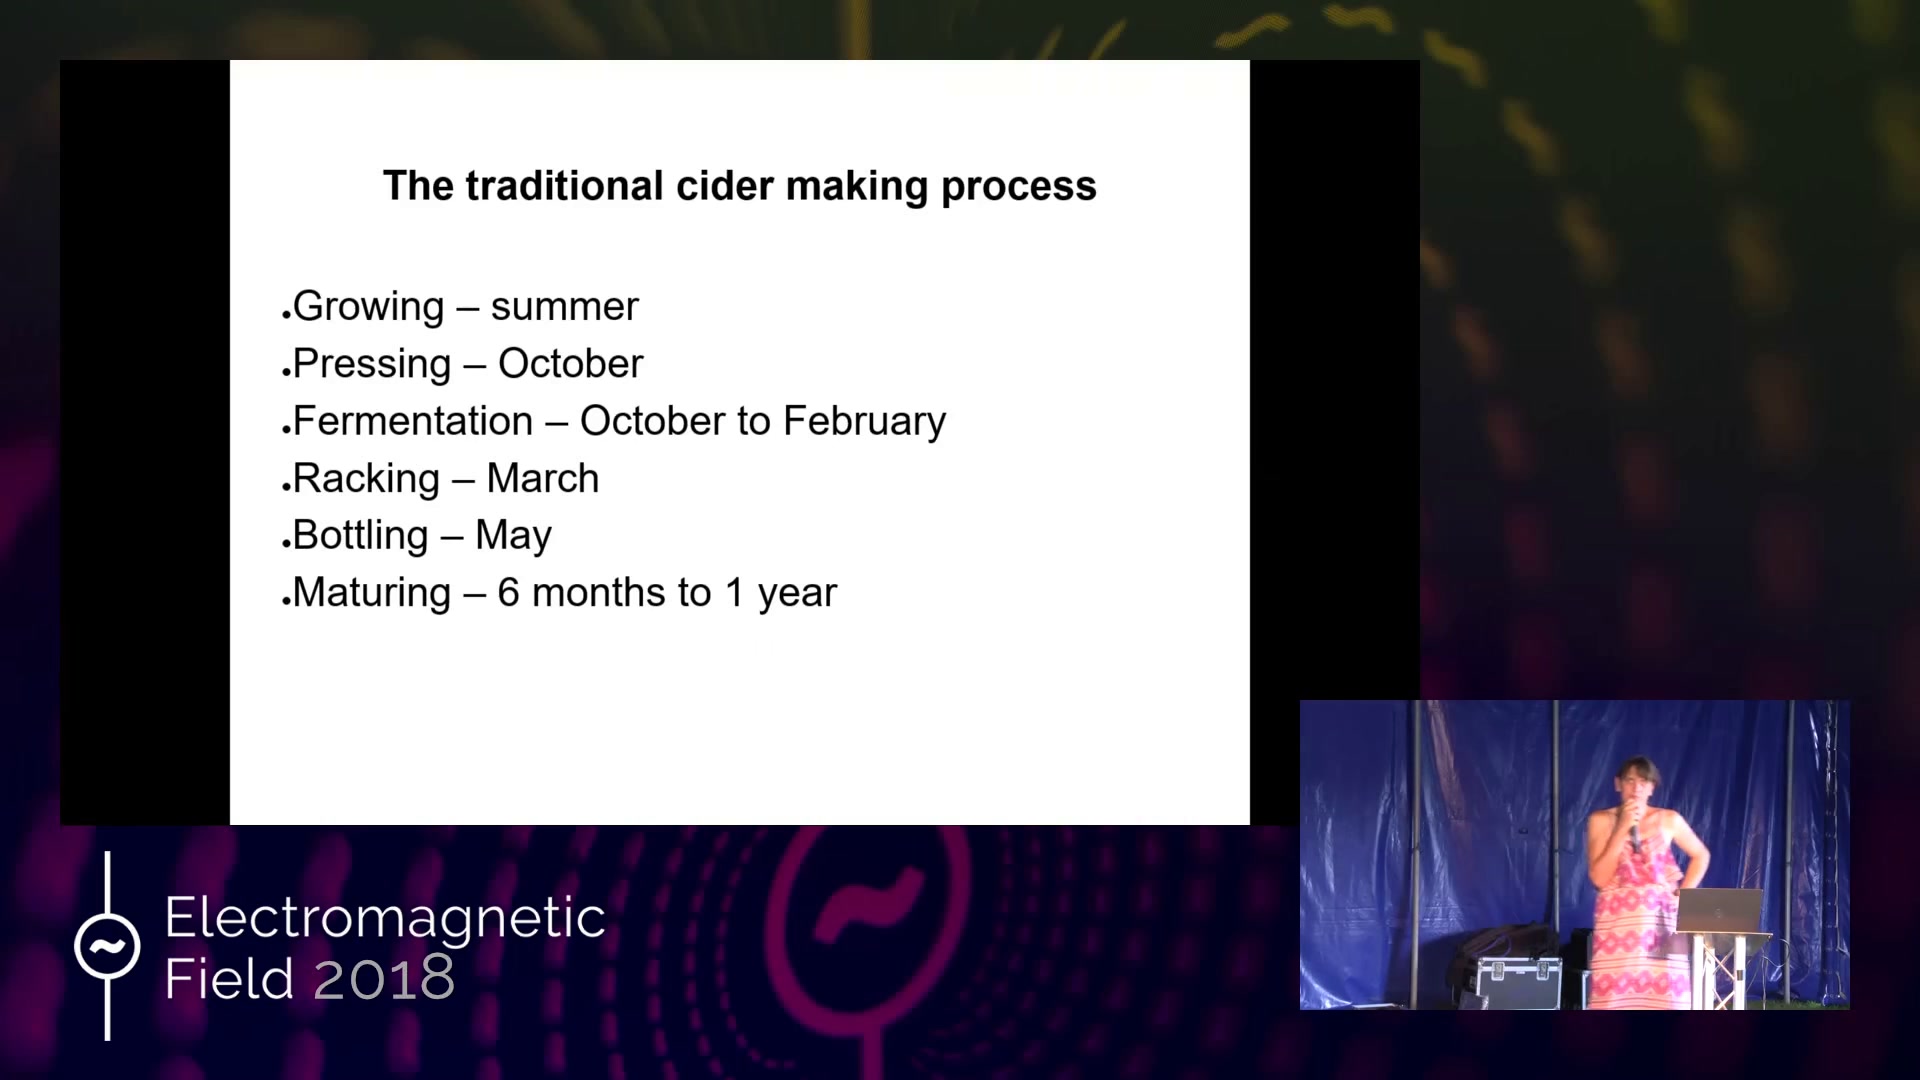 The traditional cider making process
•Growing – summer
•Pressing – October
•Fermentation – October to February
•Racking – March
•Bottling – May
•Maturing – 6 months to 1 year
Electromagnetic
Field 2018